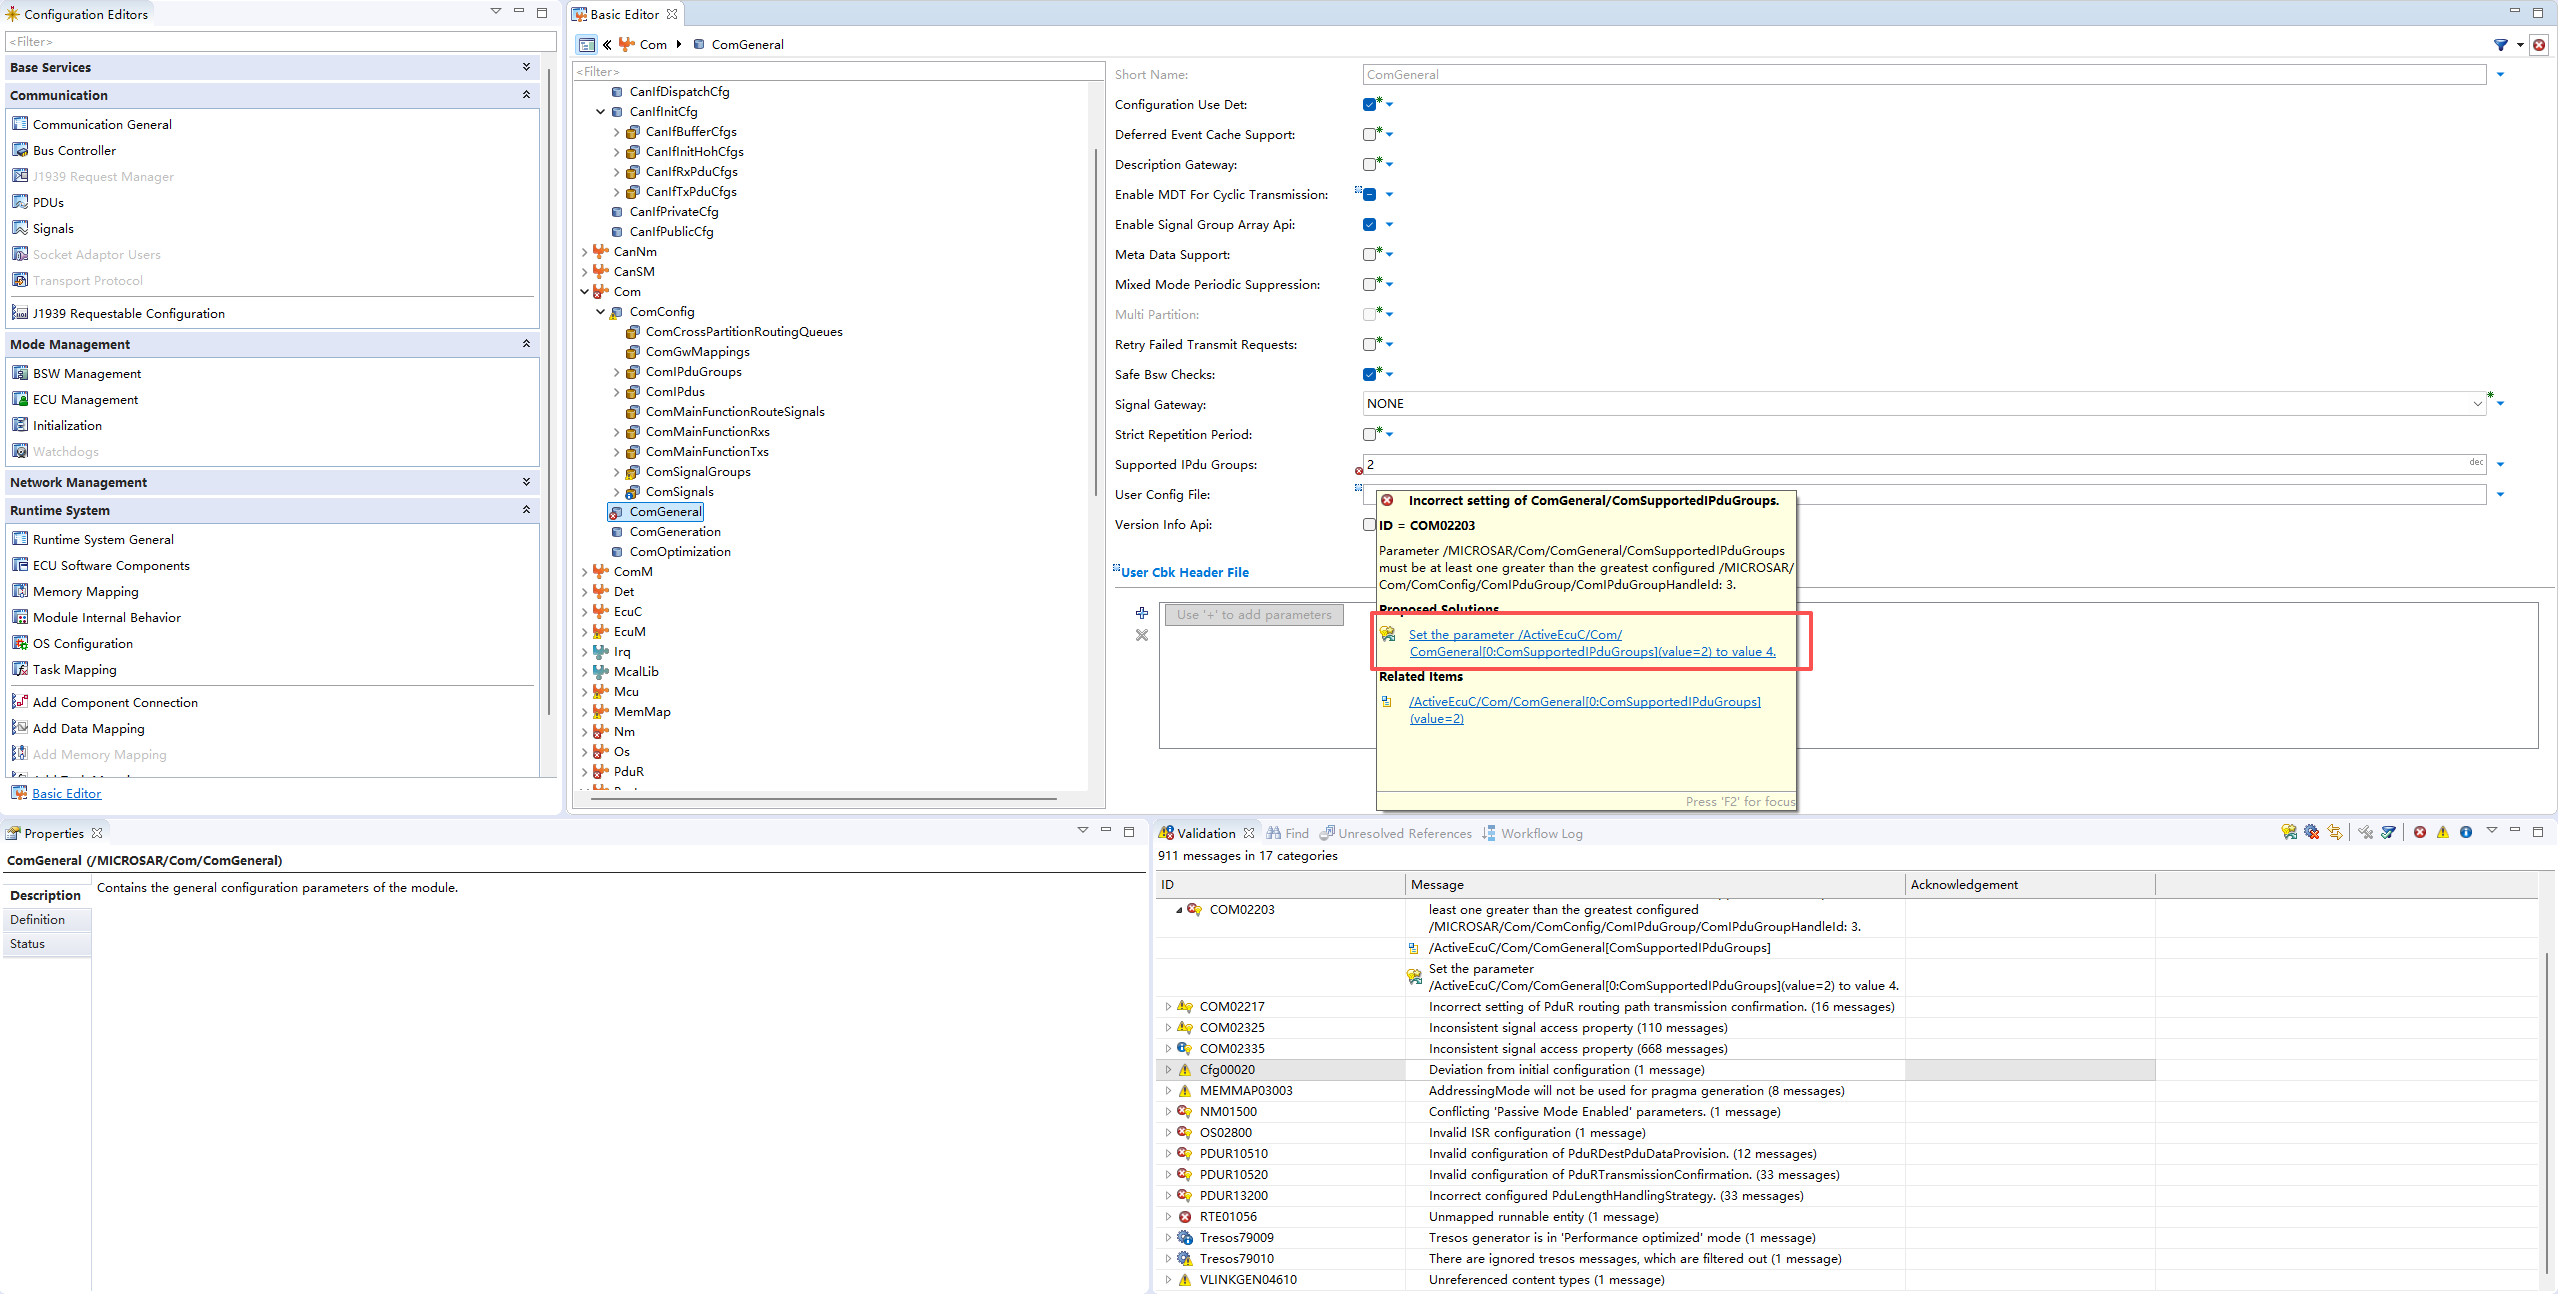 Configuration Editors
<Filter>
Base Services
Communication
Communication General
Bus Controller
J1939 Request Manager
PDUs
Signals
Socket Adaptor Users
Transport Protocol
J1939 Requestable Configuration
Mode Management
BSW Management
ECU Management
Initialization
Watchdogs
Network Management
Runtime System
Runtime System General
ECU Software Components
Memory Mapping
Module Internal Behavior
OS Configuration
Task Mapping
Add Component Connection
Add Data Mapping
Add Memory Mapping
Basic Editor
Basic Editor
Com
ComGeneral
<Filter>
CanIfDispatchCfg
CanIfInitCfg
CanIfBufferCfgs
CanIfInitHohCfgs
CanIfRxPduCfgs
CanIfTxPduCfgs
CanIfPrivateCfg
CanIfPublicCfg
CanNm
CanSM
Com
ComConfig
ComCrossPartitionRoutingQueues
ComGwMappings
ComIPduGroups
ComIPdus
ComMainFunctionRouteSignals
ComMainFunctionRxs
ComMainFunctionTxs
ComSignalGroups
ComSignals
ComGeneral
ComGeneration
ComOptimization
ComM
Det
EcuC
EcuM
Irq
McalLib
Mcu
MemMap
Nm
Os
PduR
Short Name:
ComGeneral
Configuration Use Det:
Deferred Event Cache Support:
Description Gateway:
Enable MDT For Cyclic Transmission:
Enable Signal Group Array Api:
Meta Data Support:
Mixed Mode Periodic Suppression:
Multi Partition:
Retry Failed Transmit Requests:
Safe Bsw Checks:
Signal Gateway:
NONE
Strict Repetition Period:
Supported IPdu Groups:
2
dec
User Config File:
Version Info Api:
User Cbk Header File
Use '+' to add parameters
Incorrect setting of ComGeneral/ComSupportedIPduGroups.
ID = COM02203
Parameter /MICROSAR/Com/ComGeneral/ComSupportedIPduGroups
must be at least one greater than the greatest configured /MICROSAR/
Com/ComConfig/ComIPduGroup/ComIPduGroupHandleId: 3.
Proposed Solutions
Set the parameter /ActiveEcuC/Com/
ComGeneral[0:ComSupportedIPduGroups](value=2) to value 4.
Related Items
/ActiveEcuC/Com/ComGeneral[0:ComSupportedIPduGroups]
(value=2)
Press 'F2' for focus
Properties
ComGeneral (/MICROSAR/Com/ComGeneral)
Description
Definition
Status
Contains the general configuration parameters of the module.
Validation
Find
Unresolved References
Workflow Log
911 messages in 17 categories
ID
Message
Acknowledgement
COM02203
least one greater than the greatest configured
/MICROSAR/Com/ComConfig/ComIPduGroup/ComIPduGroupHandleId: 3.
/ActiveEcuC/Com/ComGeneral[ComSupportedIPduGroups]
Set the parameter
/ActiveEcuC/Com/ComGeneral[0:ComSupportedIPduGroups](value=2) to value 4.
COM02217 Incorrect setting of PduR routing path transmission confirmation. (16 messages)
COM02325 Inconsistent signal access property (110 messages)
COM02335 Inconsistent signal access property (668 messages)
Cfg00020 Deviation from initial configuration (1 message)
MEMMAP03003 AddressingMode will not be used for pragma generation (8 messages)
NM01500 Conflicting 'Passive Mode Enabled' parameters. (1 message)
OS02800 Invalid ISR configuration (1 message)
PDUR10510 Invalid configuration of PduRDestPduDataProvision. (12 messages)
PDUR10520 Invalid configuration of PduRTransmissionConfirmation. (33 messages)
PDUR13200 Incorrect configured PduLengthHandlingStrategy. (33 messages)
RTE01056 Unmapped runnable entity (1 message)
Tresos79009 Tresos generator is in 'Performance optimized' mode (1 message)
Tresos79010 There are ignored tresos messages, which are filtered out (1 message)
VLINKGEN04610 Unreferenced content types (1 message)